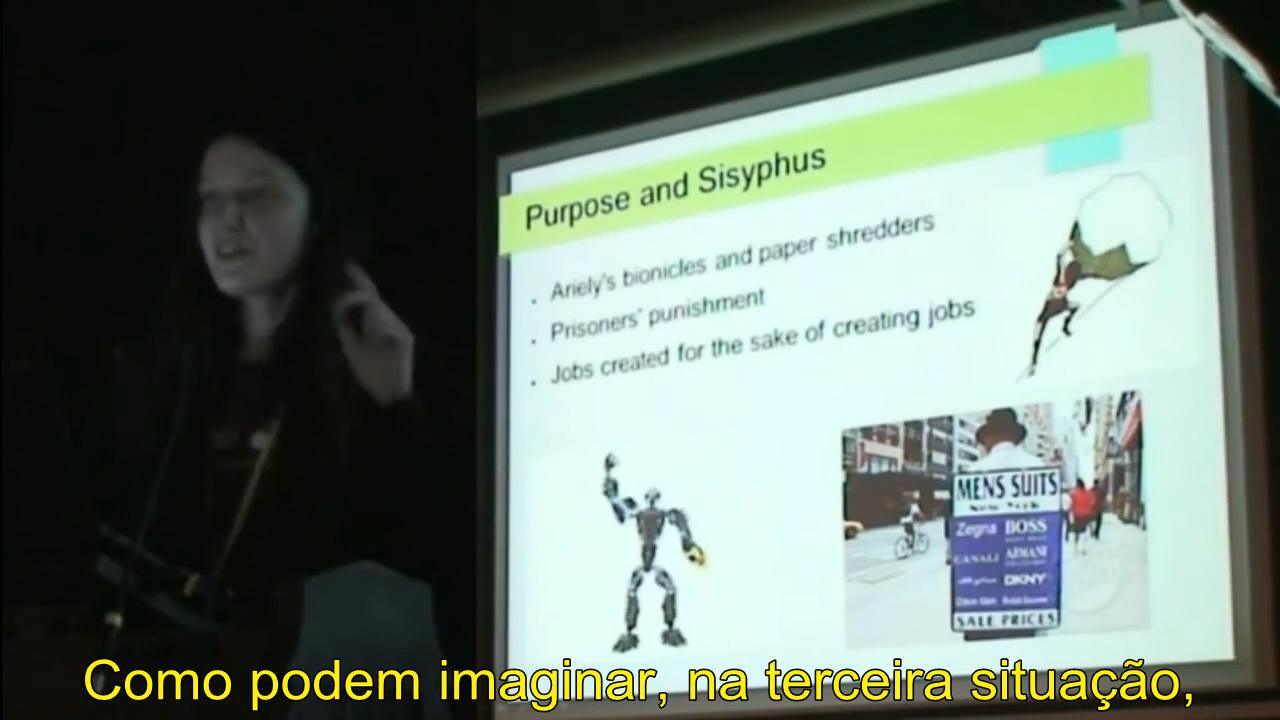 Purpose and Sisyphus
. Ariely's bionicles and paper shredders
. Prisoners' punishment
. Jobs created for the sake of creating jobs
MENS SUITS
Zegna BOSS
CANALI ARMANI
DKNY
SALE PRICES
Como podem imaginar, na terceira situação,